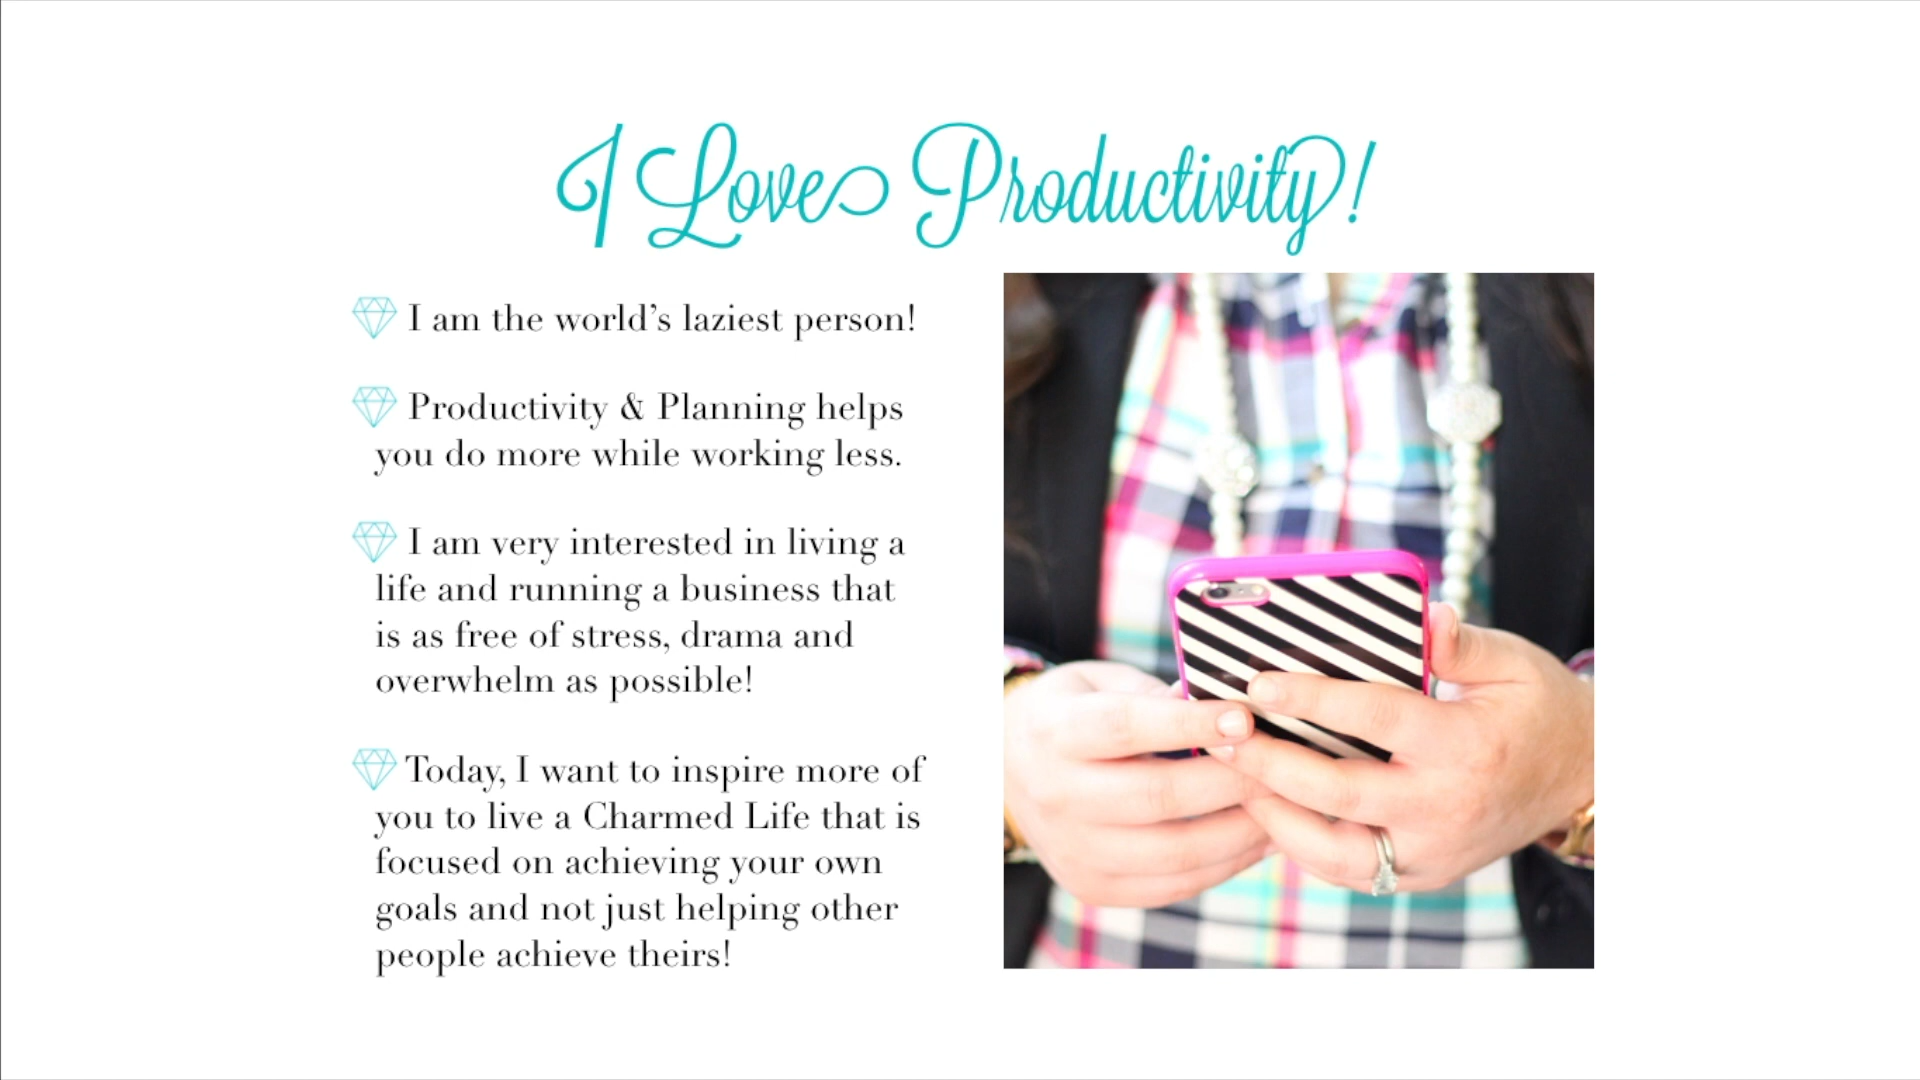 I Love Productivity!
I am the world’s laziest person!
Productivity & Planning helps
you do more while working less.
I am very interested in living a
life and running a business that
is as free of stress, drama and
overwhelm as possible!
Today, I want to inspire more of
you to live a Charmed Life that is
focused on achieving your own
goals and not just helping other
people achieve theirs!